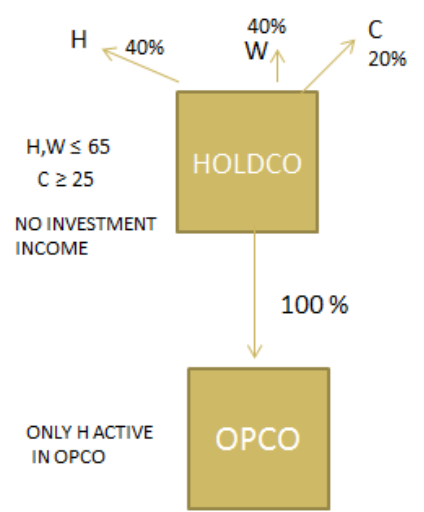 H
40%
40%
W
C
20%
H,W ≤ 65
C ≥ 25
HOLDCO
NO INVESTMENT
INCOME
100 %
ONLY H ACTIVE
IN OPCO
OPCO